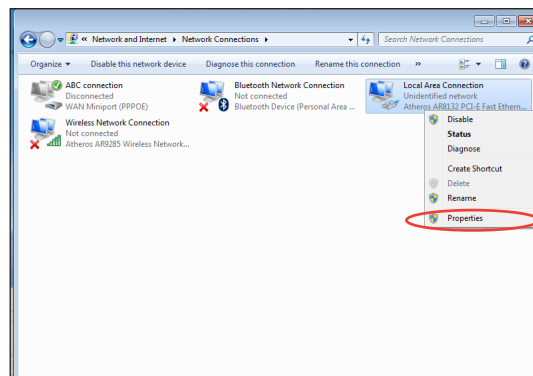 « Network and Internet ▸ Network Connections ▸
Search Network Connections
Organize ▾ Disable this network device Diagnose this connection Rename this connection »
ABC connection
Disconnected
WAN Miniport (PPPOE)
Bluetooth Network Connection
Not connected
Bluetooth Device (Personal Area ...
Local Area Connection
Unidentified network
Atheros AR8132 PCI-E Fast Ethern...
Wireless Network Connection
Not connected
Atheros AR9285 Wireless Network...
Disable
Status
Diagnose
Create Shortcut
Delete
Rename
Properties